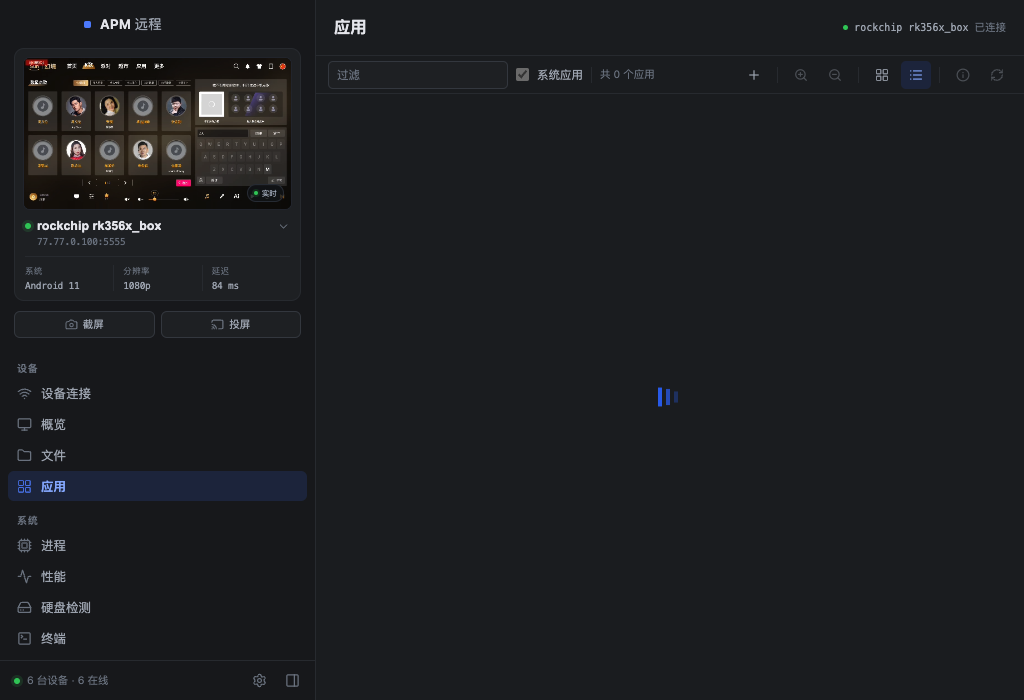 APM 远程
实时
rockchip rk356x_box
77.77.0.100:5555
系统
分辨率
延迟
Android 11
1080p
84 ms
截屏
投屏
设备
设备连接
概览
文件
应用
系统
进程
性能
硬盘检测
终端
6 台设备 · 6 在线
应用
rockchip rk356x_box 已连接
过滤
系统应用
共 0 个应用